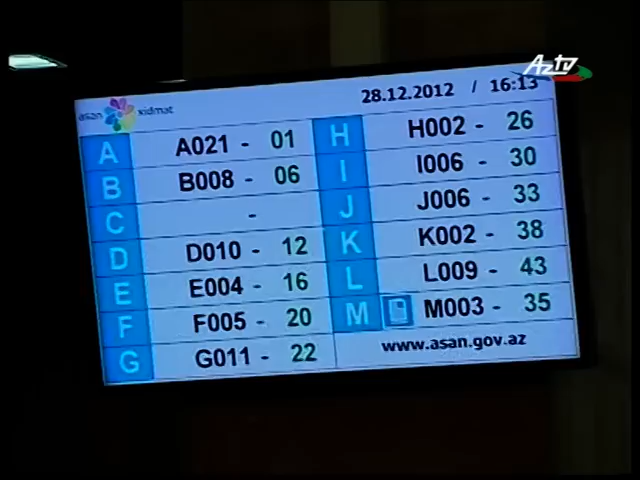 AzTV
asan xidmat
28.12.2012 / 16:13
A A021 - 01
B B008 - 06
C -
D D010 - 12
E E004 - 16
F F005 - 20
G G011 - 22
H H002 - 26
I I006 - 30
J J006 - 33
K K002 - 38
L L009 - 43
M M003 - 35
www.asan.gov.az